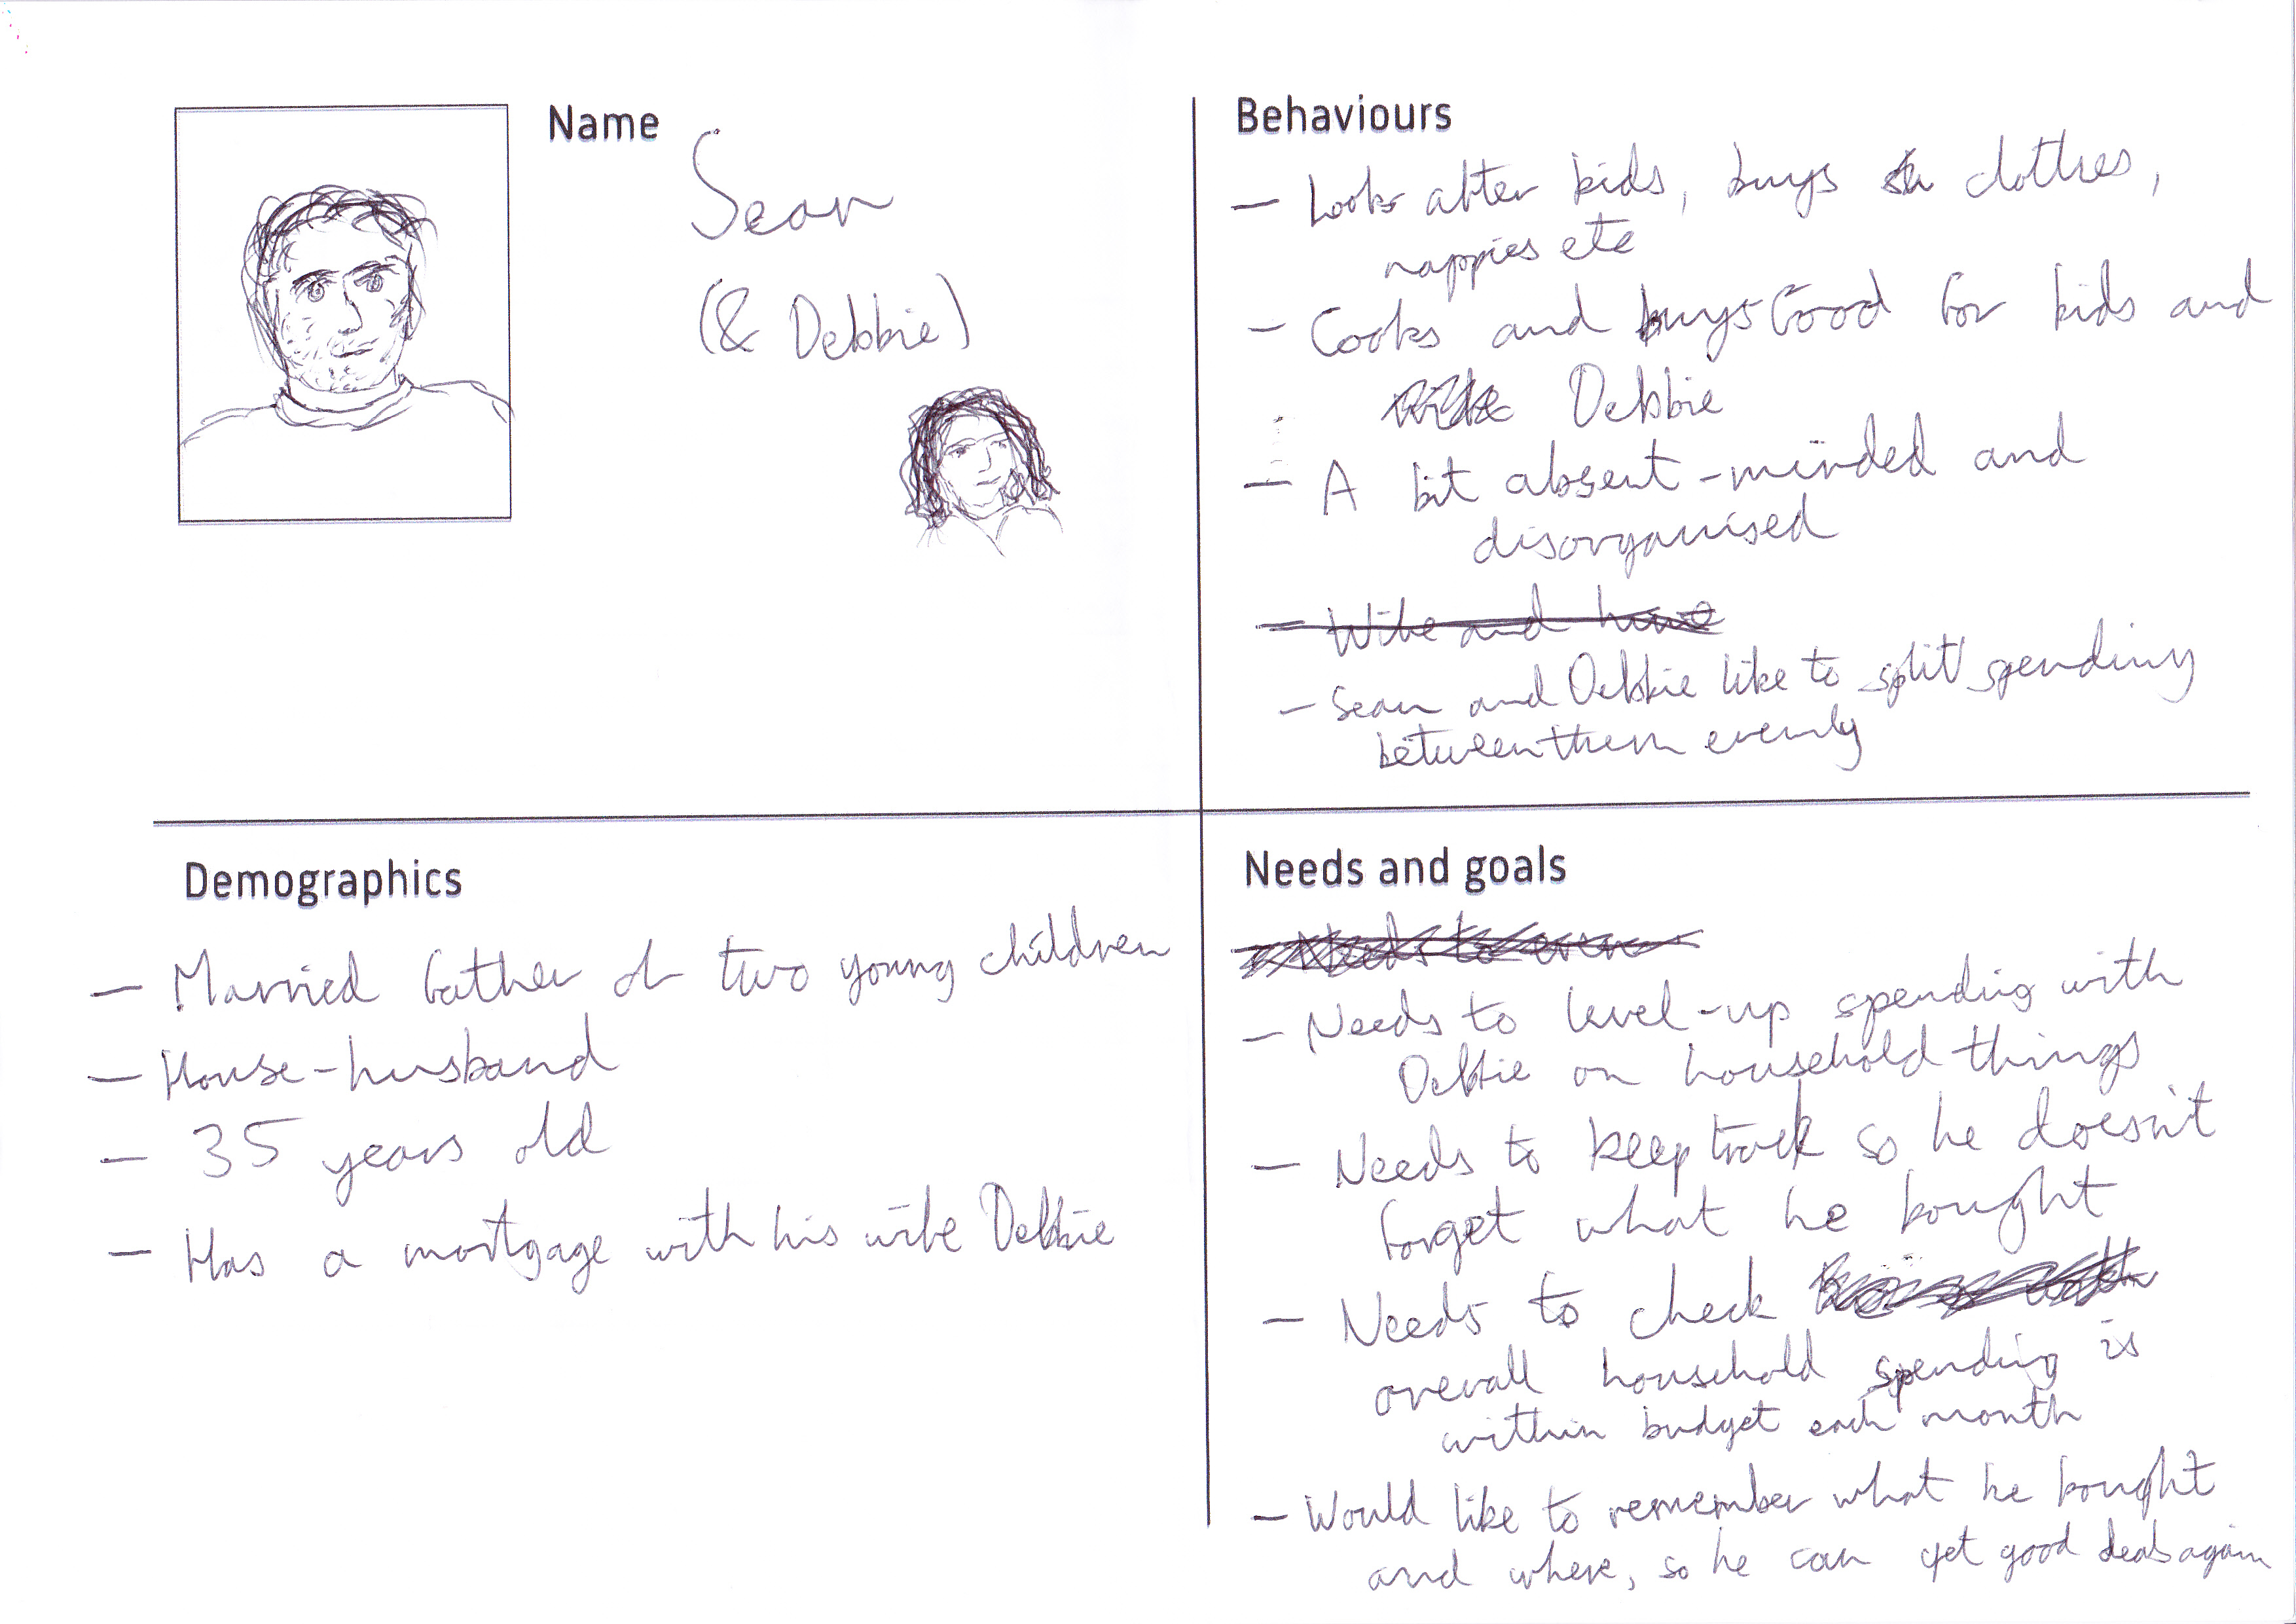 Name
Sean
(& Debbie)
Behaviours
- Looks after kids, buys clothes,
nappies etc
- Cooks and buys food for kids and
Debbie
- A bit absent-minded and
disorganised
- Wife and have
- Sean and Debbie like to split spending
between them evenly
Demographics
- Married father of two young children
- House-husband
- 35 years old
- Has a mortgage with his wife Debbie
Needs and goals
- Needs to even
- Needs to level-up spending with
Debbie on household things
- Needs to keep track so he doesn't
forget what he bought
- Needs to check
overall household spending is
within budget each month
- Would like to remember what he bought
and where, so he can get good deals again